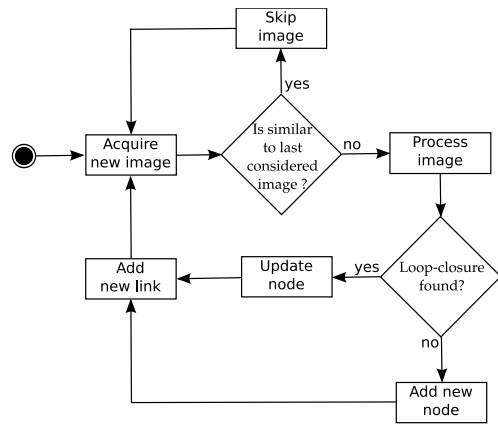 Skip
image
yes
Acquire
new image
Is similar
to last
considered
image ?
no
Process
image
Add
new link
Update
node
yes
Loop-closure
found?
no
Add new
node